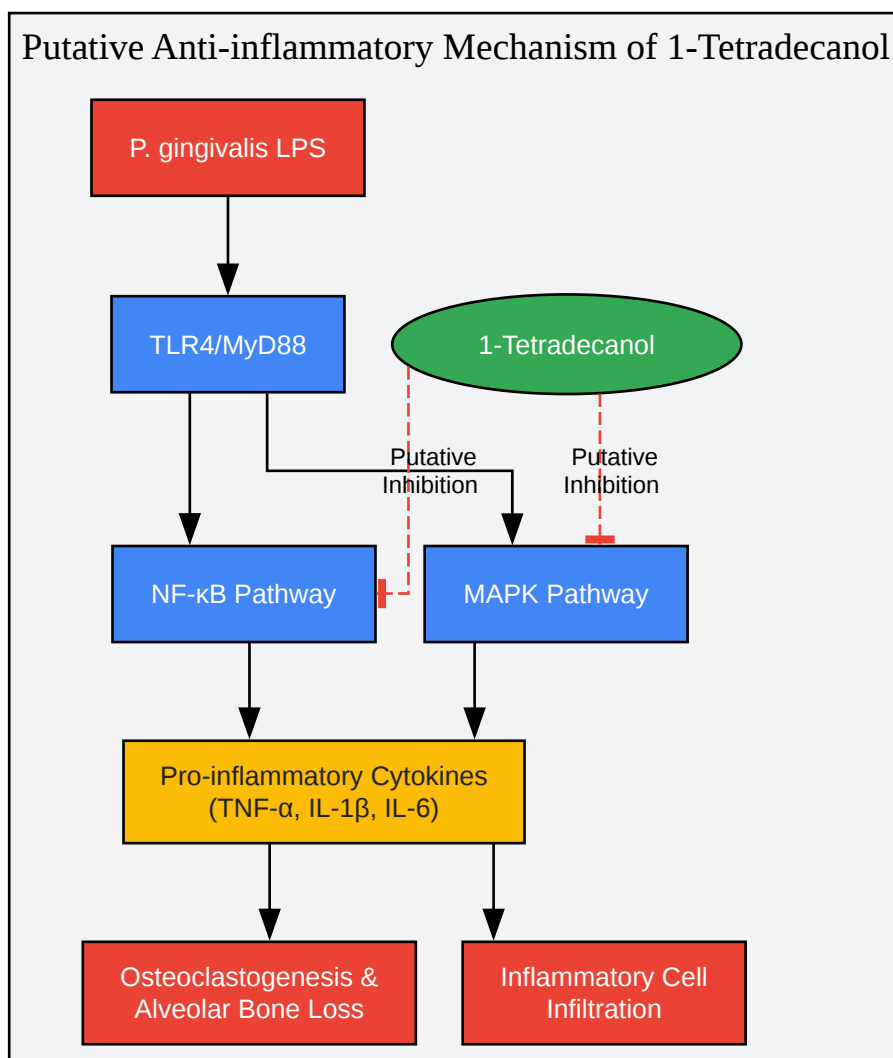 Putative Anti-inflammatory Mechanism of 1-Tetradecanol
P. gingivalis LPS
TLR4/MyD88
1-Tetradecanol
Putative
Inhibition
Putative
Inhibition
NF-κB Pathway
MAPK Pathway
Pro-inflammatory Cytokines
(TNF-α, IL-1β, IL-6)
Osteoclastogenesis &
Alveolar Bone Loss
Inflammatory Cell
Infiltration